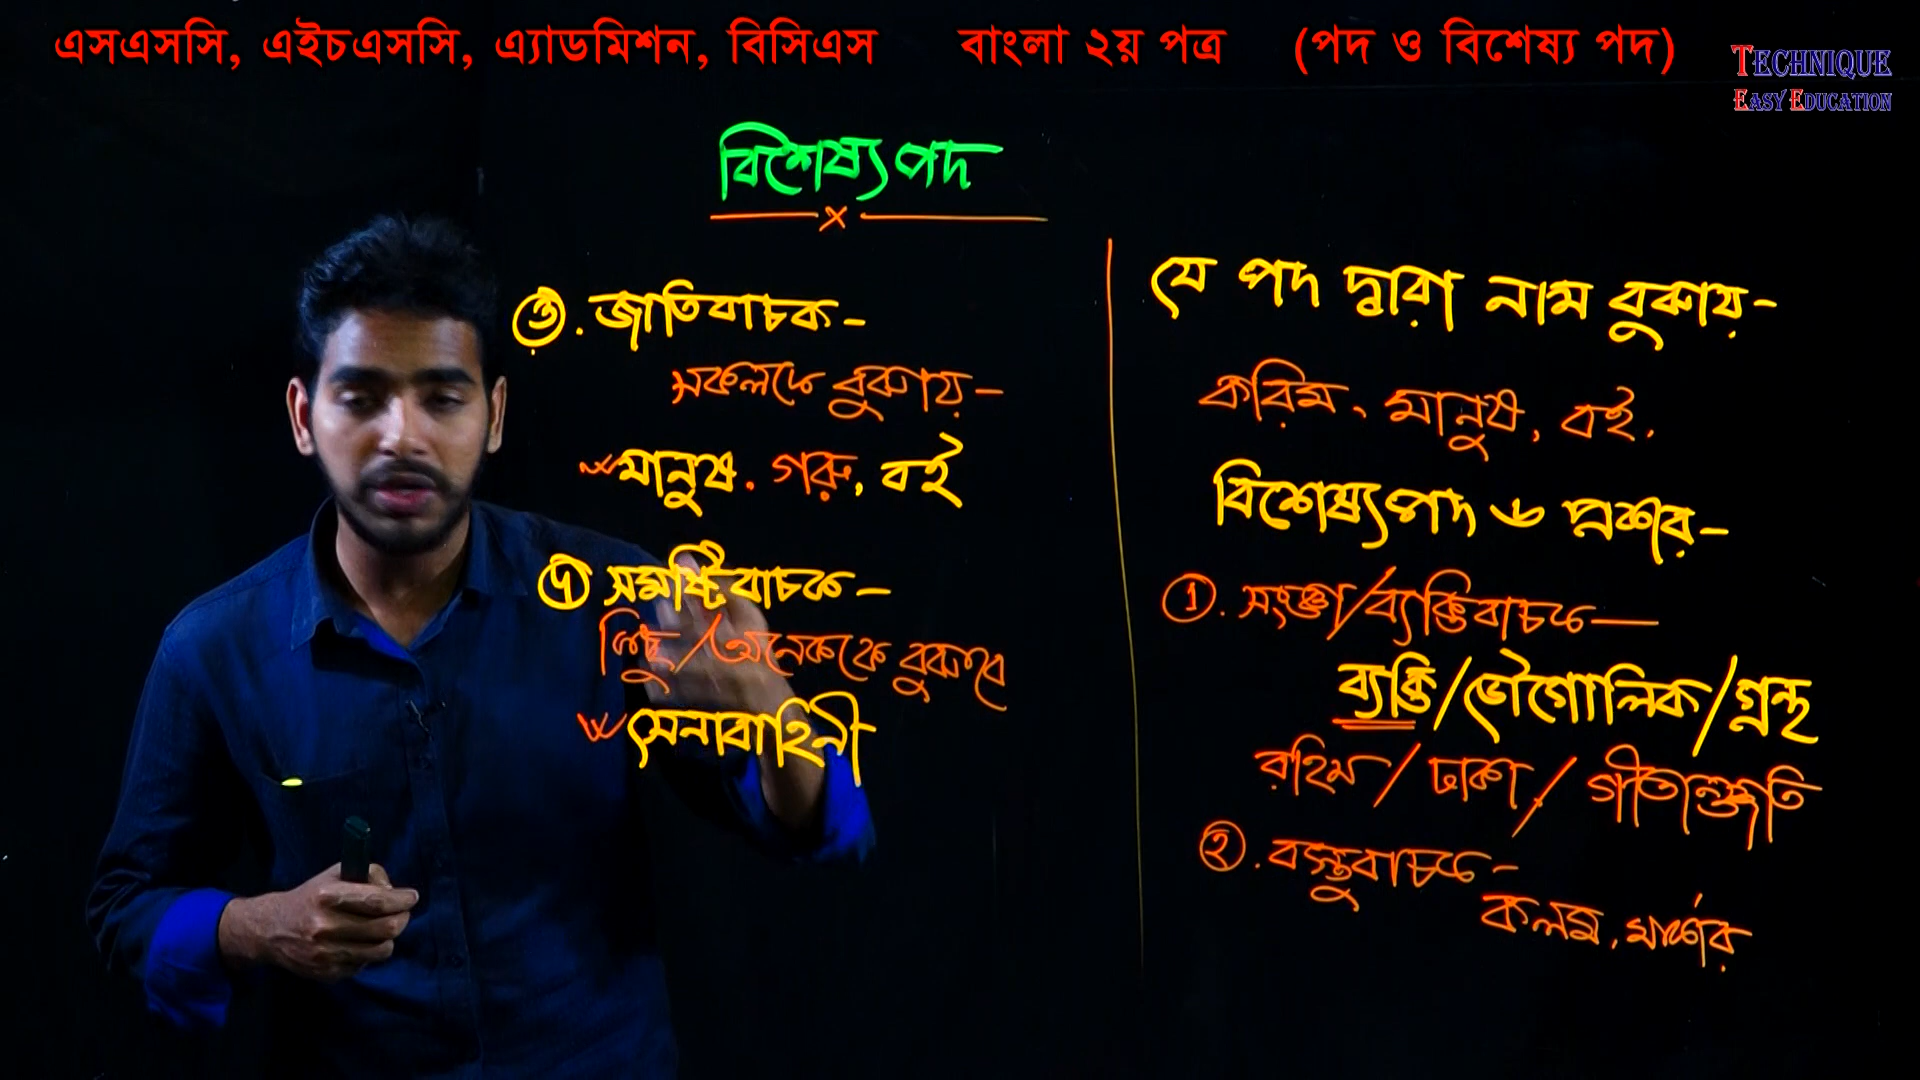 এসএসসি, এইচএসসি, এ্যাডমিশন, বিসিএস বাংলা ২য় পত্র (পদ ও বিশেষ্য পদ)
TECHNIQUE
EASY EDUCATION
বিশেষ্য পদ
x
৩. জাতিবাচক -
সকলকে বুঝায় -
মানুষ. গরু, বই
৪ সমষ্টিবাচক -
কিছু/অনেককে বুঝাবে
সেনাবাহিনী
যে পদ দ্বারা নাম বুঝায় -
করিম, মানুষ, বই.
বিশেষ্যপদ ৬ প্রকার -
১. সংজ্ঞা/ব্যক্তিবাচক —
ব্যক্তি/ভৌগোলিক/গ্রন্থ
রহিম / ঢাকা / গীতাঞ্জলি
২. বস্তুবাচক -
কলম, মার্কার